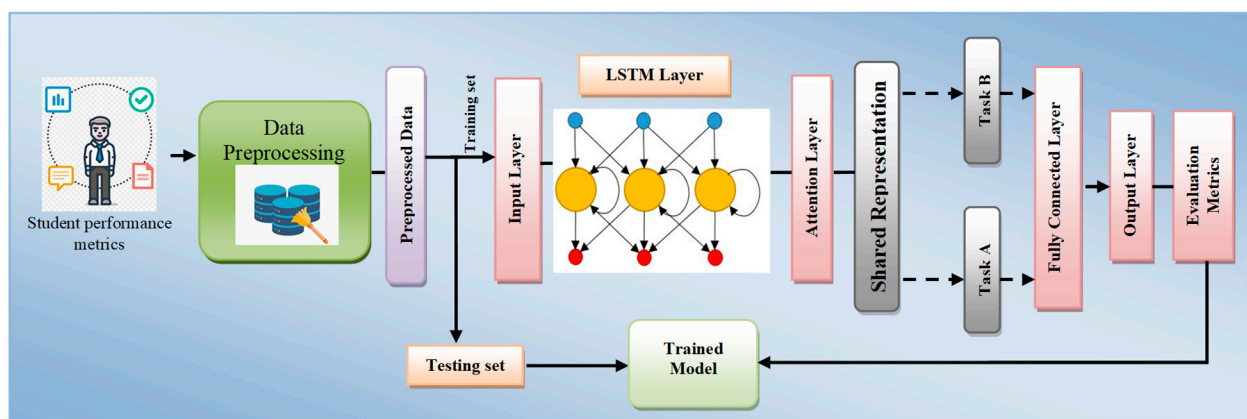 Student performance
metrics
Data
Preprocessing
Preprocessed Data
Training set
Input Layer
LSTM Layer
Attention Layer
Shared Representation
Task B
Task A
Fully Connected Layer
Output Layer
Evaluation
Metrics
Testing set
Trained
Model